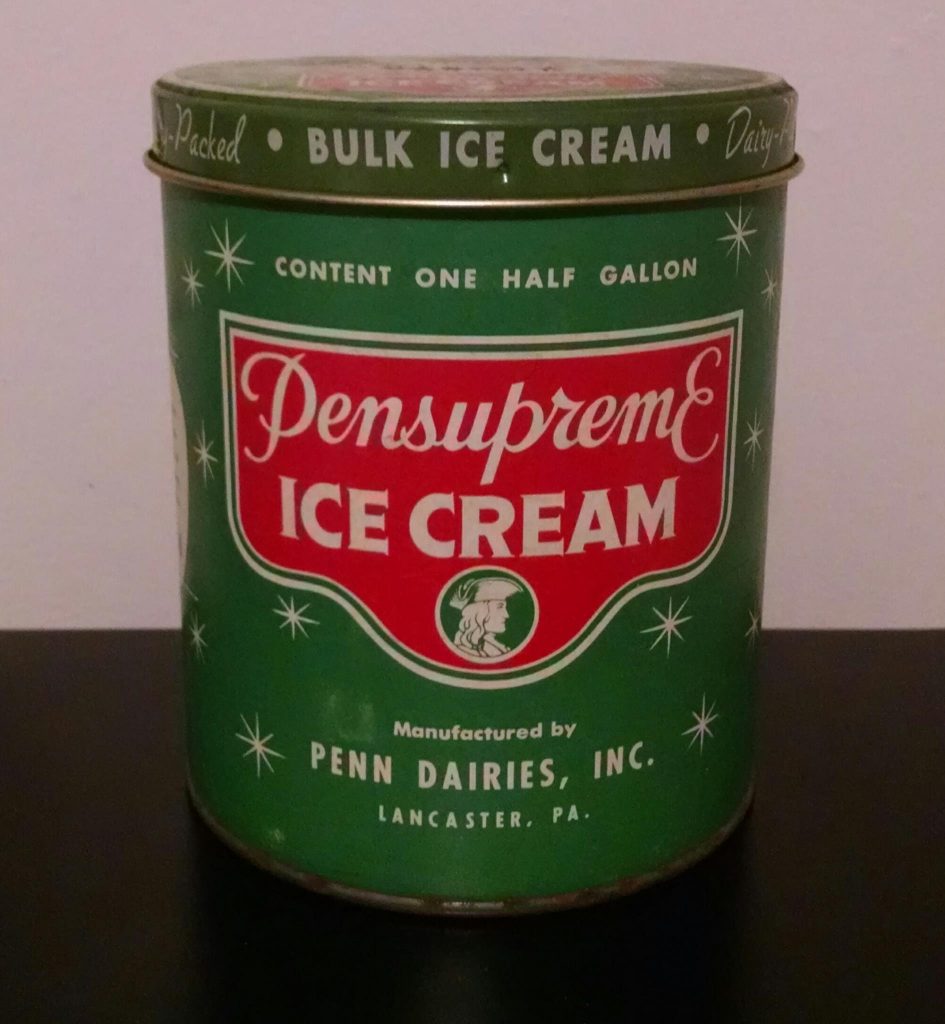 -Packed • BULK ICE CREAM • Dairy-
CONTENT ONE HALF GALLON
PensupremE
ICE CREAM
Manufactured by
PENN DAIRIES, INC.
LANCASTER, PA.